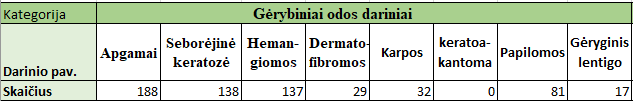 Kategorija Gėrybiniai odos dariniai
Darinio pav. Apgamai Seborėjinė keratozė Heman-giomos Dermato-fibromos Karpos keratoa-kantoma Papilomos Gėryginis lentigo
Skaičius 188 138 137 29 32 0 81 17